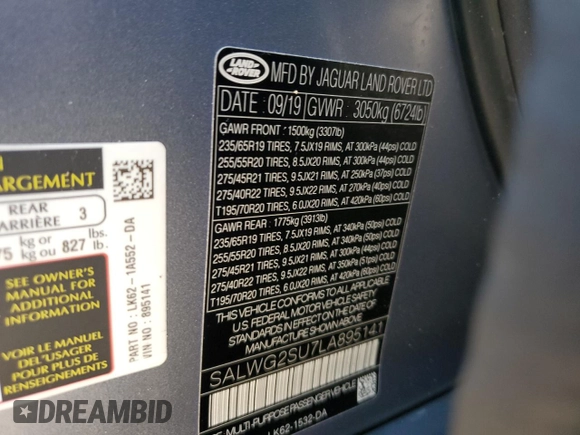 LAND-
ROVER
MFD BY JAGUAR LAND ROVER LTD
DATE : 09/19 GVWR : 3050kg (6724lb)
GAWR FRONT : 1500kg (3307lb)
235/65R19 TIRES, 7.5JX19 RIMS, AT 300kPa (44psi) COLD
255/55R20 TIRES, 8.5JX20 RIMS, AT 300kPa (44psi) COLD
275/45R21 TIRES, 9.5JX21 RIMS, AT 250kPa (37psi) COLD
275/40R22 TIRES, 9.5JX22 RIMS, AT 270kPa (40psi) COLD
T195/70R20 TIRES, 6.0JX20 RIMS, AT 420kPa (60psi) COLD
GAWR REAR : 1775kg (3913lb)
235/65R19 TIRES, 7.5JX19 RIMS, AT 340kPa (50psi) COLD
255/55R20 TIRES, 8.5JX20 RIMS, AT 340kPa (50psi) COLD
275/45R21 TIRES, 9.5JX21 RIMS, AT 340kPa (50psi) COLD
275/40R22 TIRES, 9.5JX22 RIMS, AT 350kPa (51psi) COLD
T195/70R20 TIRES, 6.0JX20 RIMS, AT 420kPa (60psi) COLD
THIS VEHICLE CONFORMS TO ALL APPLICABLE
U.S. FEDERAL MOTOR VEHICLE SAFETY
STANDARDS IN EFFECT ON THE DATE OF
MANUFACTURE SHOWN ABOVE
SALWG2SU7LA895141
MULTI-PURPOSE PASSENGER VEHICLE
LK62-1532-DA
ARGEMENT
REAR
ARRIÈRE 3
kg or
kg ou 827 lbs.
lb.
SEE OWNER'S
MANUAL FOR
ADDITIONAL
INFORMATION
VOIR LE MANUEL
DE L'USAGER
POUR PLUS DE
RENSEIGNEMENTS
PART NO : LK62-1A552-DA
VIN NO : 895141
DREAMBID